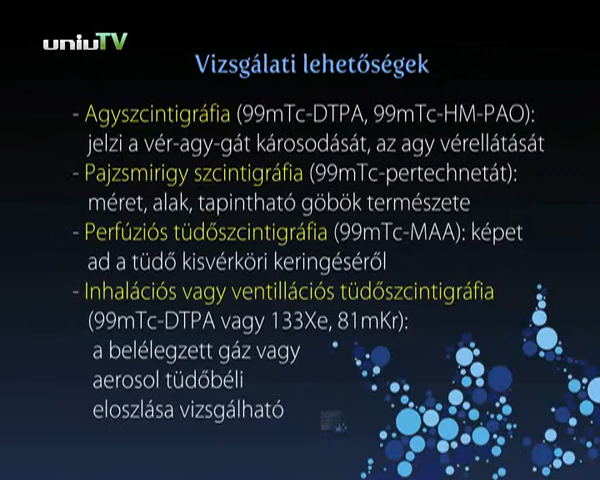 uniuTV
Vizsgálati lehetőségek
- Agyszcintigráfia (99mTc-DTPA, 99mTc-HM-PAO):
jelzi a vér-agy-gát károsodását, az agy vérellátását
- Pajzsmirigy szcintigráfia (99mTc-pertechnetát):
méret, alak, tapintható göbök természete
- Perfúziós tüdőszcintigráfia (99mTc-MAA): képet
ad a tüdő kisvérköri keringéséről
- Inhalációs vagy ventillációs tüdőszcintigráfia
(99mTc-DTPA vagy 133Xe, 81mKr):
a belélegzett gáz vagy
aerosol tüdőbéli
eloszlása vizsgálható